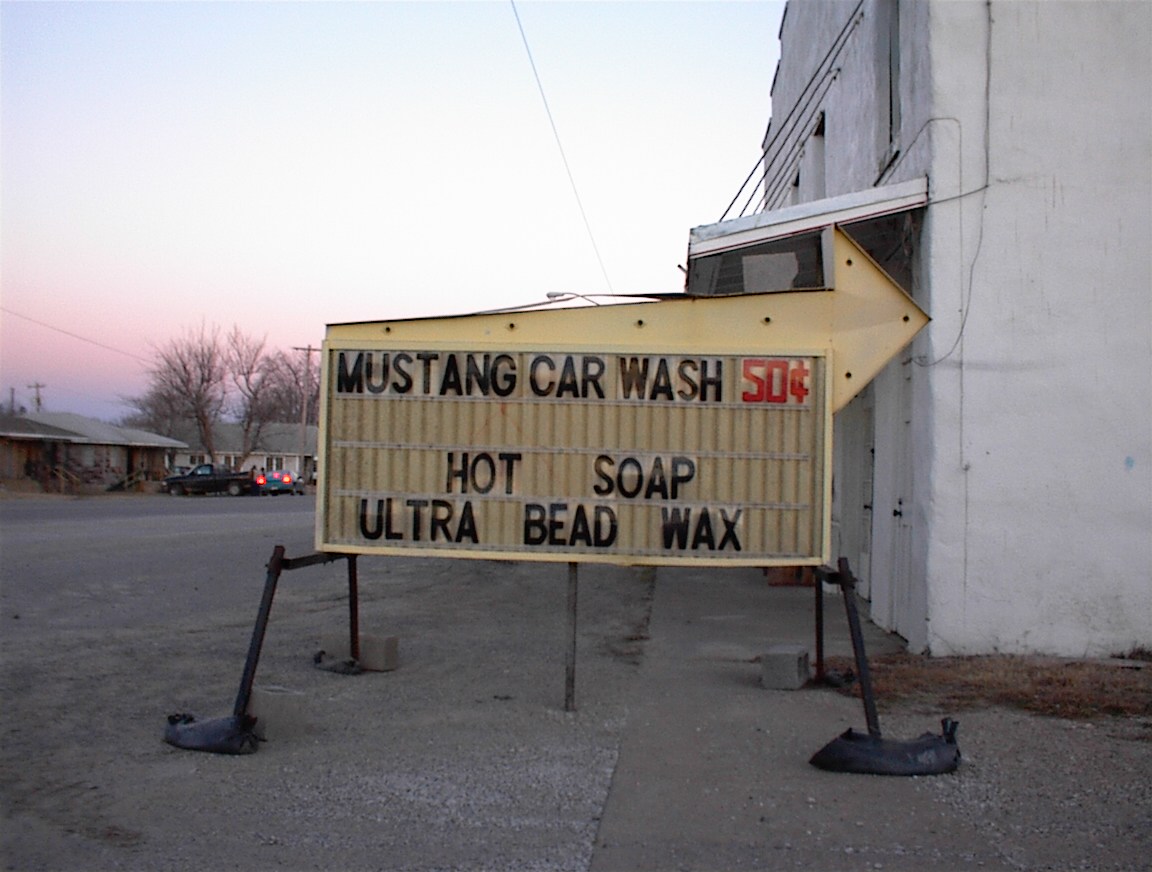 MUSTANG CAR WASH 50¢
HOT SOAP
ULTRA BEAD WAX